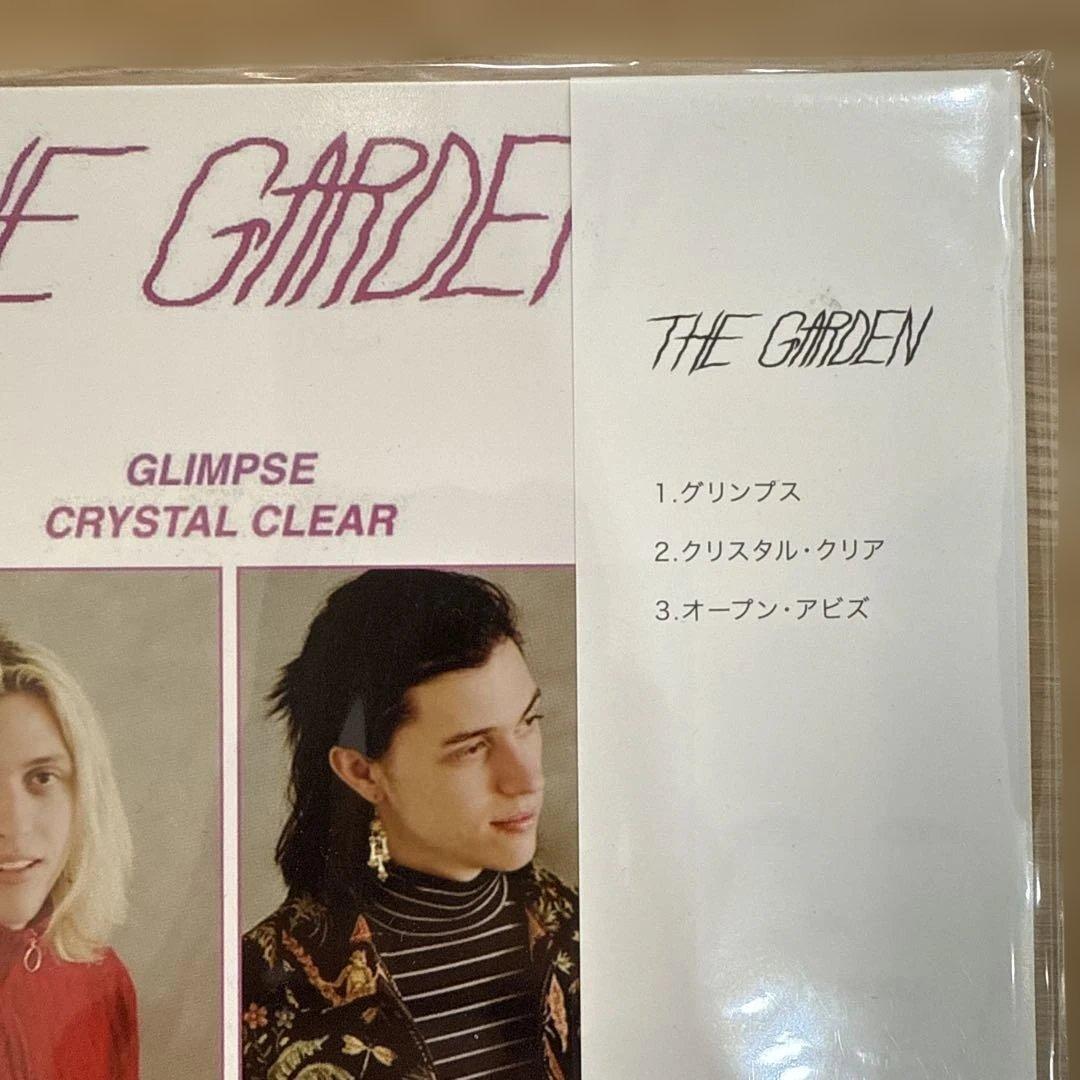 HE GARDEN
GLIMPSE
CRYSTAL CLEAR
THE GARDEN
1.グリンプス
2.クリスタル・クリア
3.オープン・アビズ